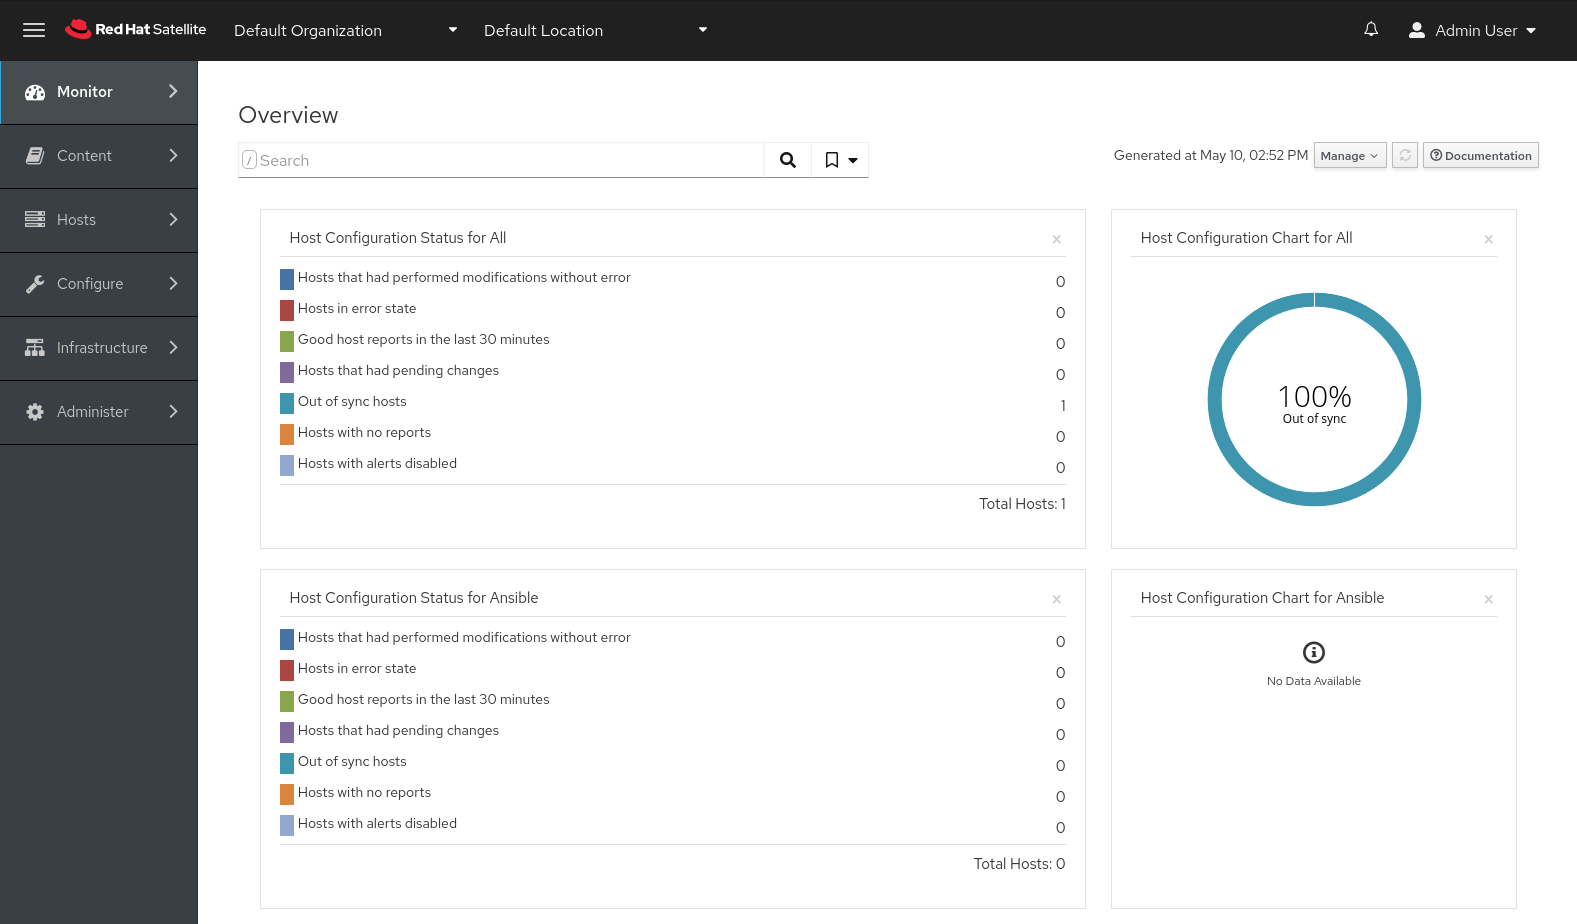 Red Hat Satellite
Default Organization
Default Location
Admin User
Monitor
Content
Hosts
Configure
Infrastructure
Administer
Overview
/ Search
Generated at May 10, 02:52 PM
Manage
Documentation
Host Configuration Status for All
Hosts that had performed modifications without error 0
Hosts in error state 0
Good host reports in the last 30 minutes 0
Hosts that had pending changes 0
Out of sync hosts 1
Hosts with no reports 0
Hosts with alerts disabled 0
Total Hosts: 1
Host Configuration Chart for All
100%
Out of sync
Host Configuration Status for Ansible
Hosts that had performed modifications without error 0
Hosts in error state 0
Good host reports in the last 30 minutes 0
Hosts that had pending changes 0
Out of sync hosts 0
Hosts with no reports 0
Hosts with alerts disabled 0
Total Hosts: 0
Host Configuration Chart for Ansible
No Data Available